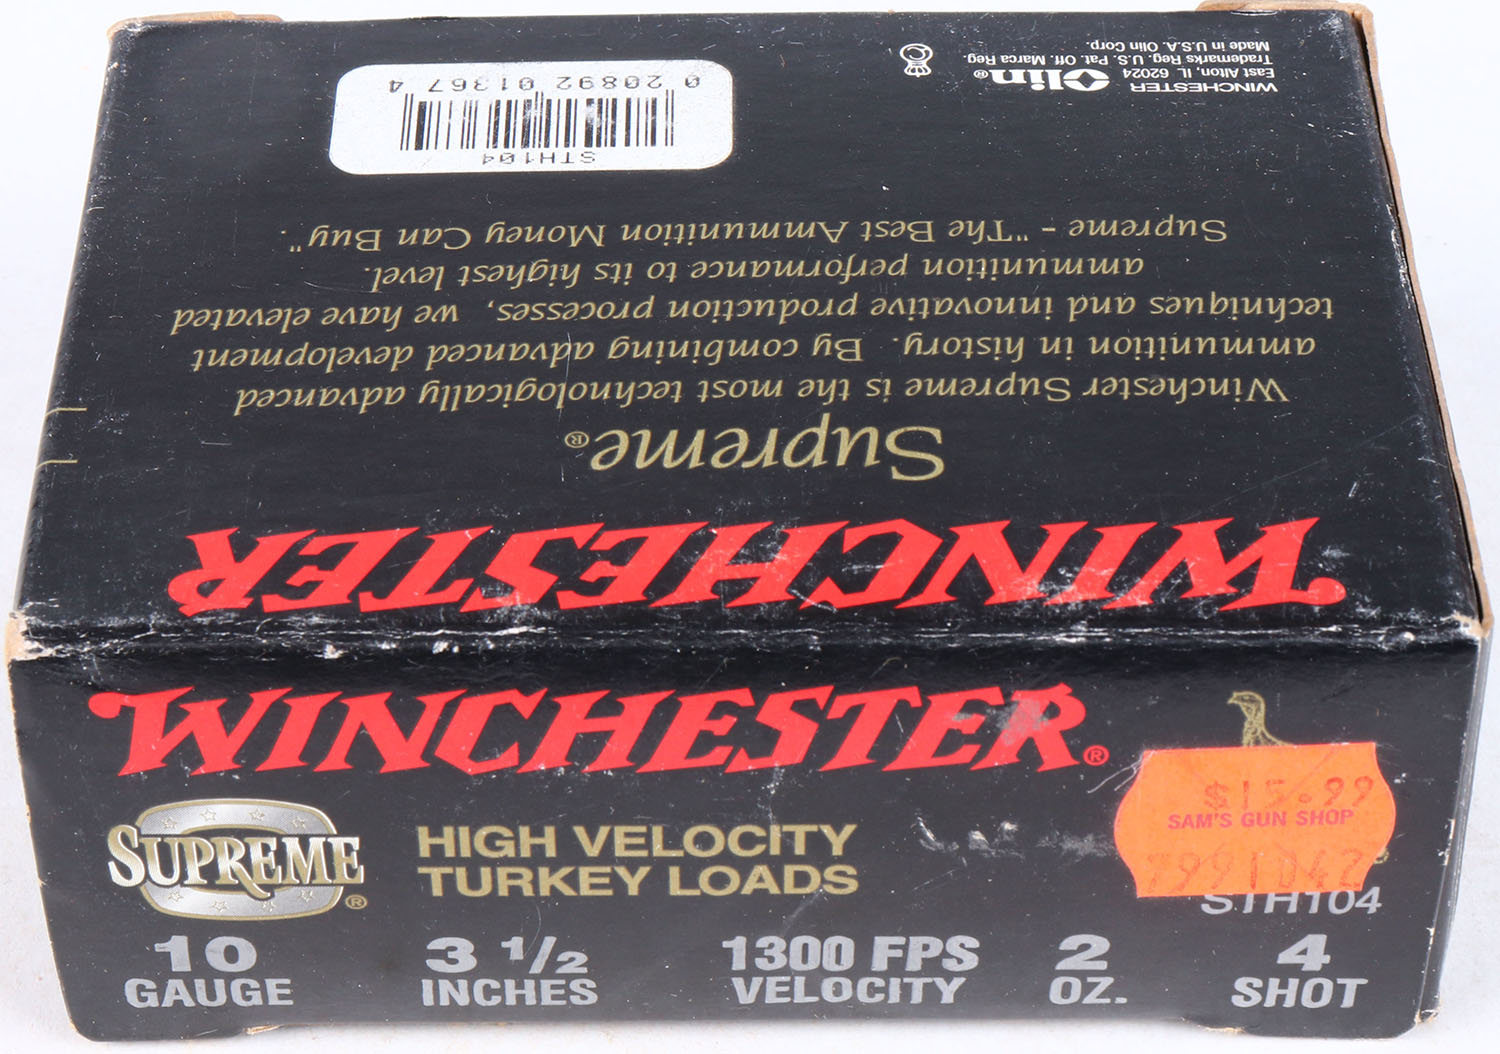 WINCHESTER
East Alton, IL 62024
Olin®
Trademarks Reg. U.S. Pat. Off. Marca Reg.
Made in U.S.A. Olin Corp.
STH104
0 20892 01367 4
WINCHESTER
Supreme®
Winchester Supreme is the most technologically advanced
ammunition in history. By combining advanced development
techniques and innovative production processes, we have elevated
ammunition performance to its highest level.
Supreme - "The Best Ammunition Money Can Buy".
WINCHESTER®
SUPREME®
HIGH VELOCITY
TURKEY LOADS
$15.99
SAM'S GUN SHOP
7991042
STH104
10
GAUGE
3 1/2
INCHES
1300 FPS
VELOCITY
2
OZ.
4
SHOT